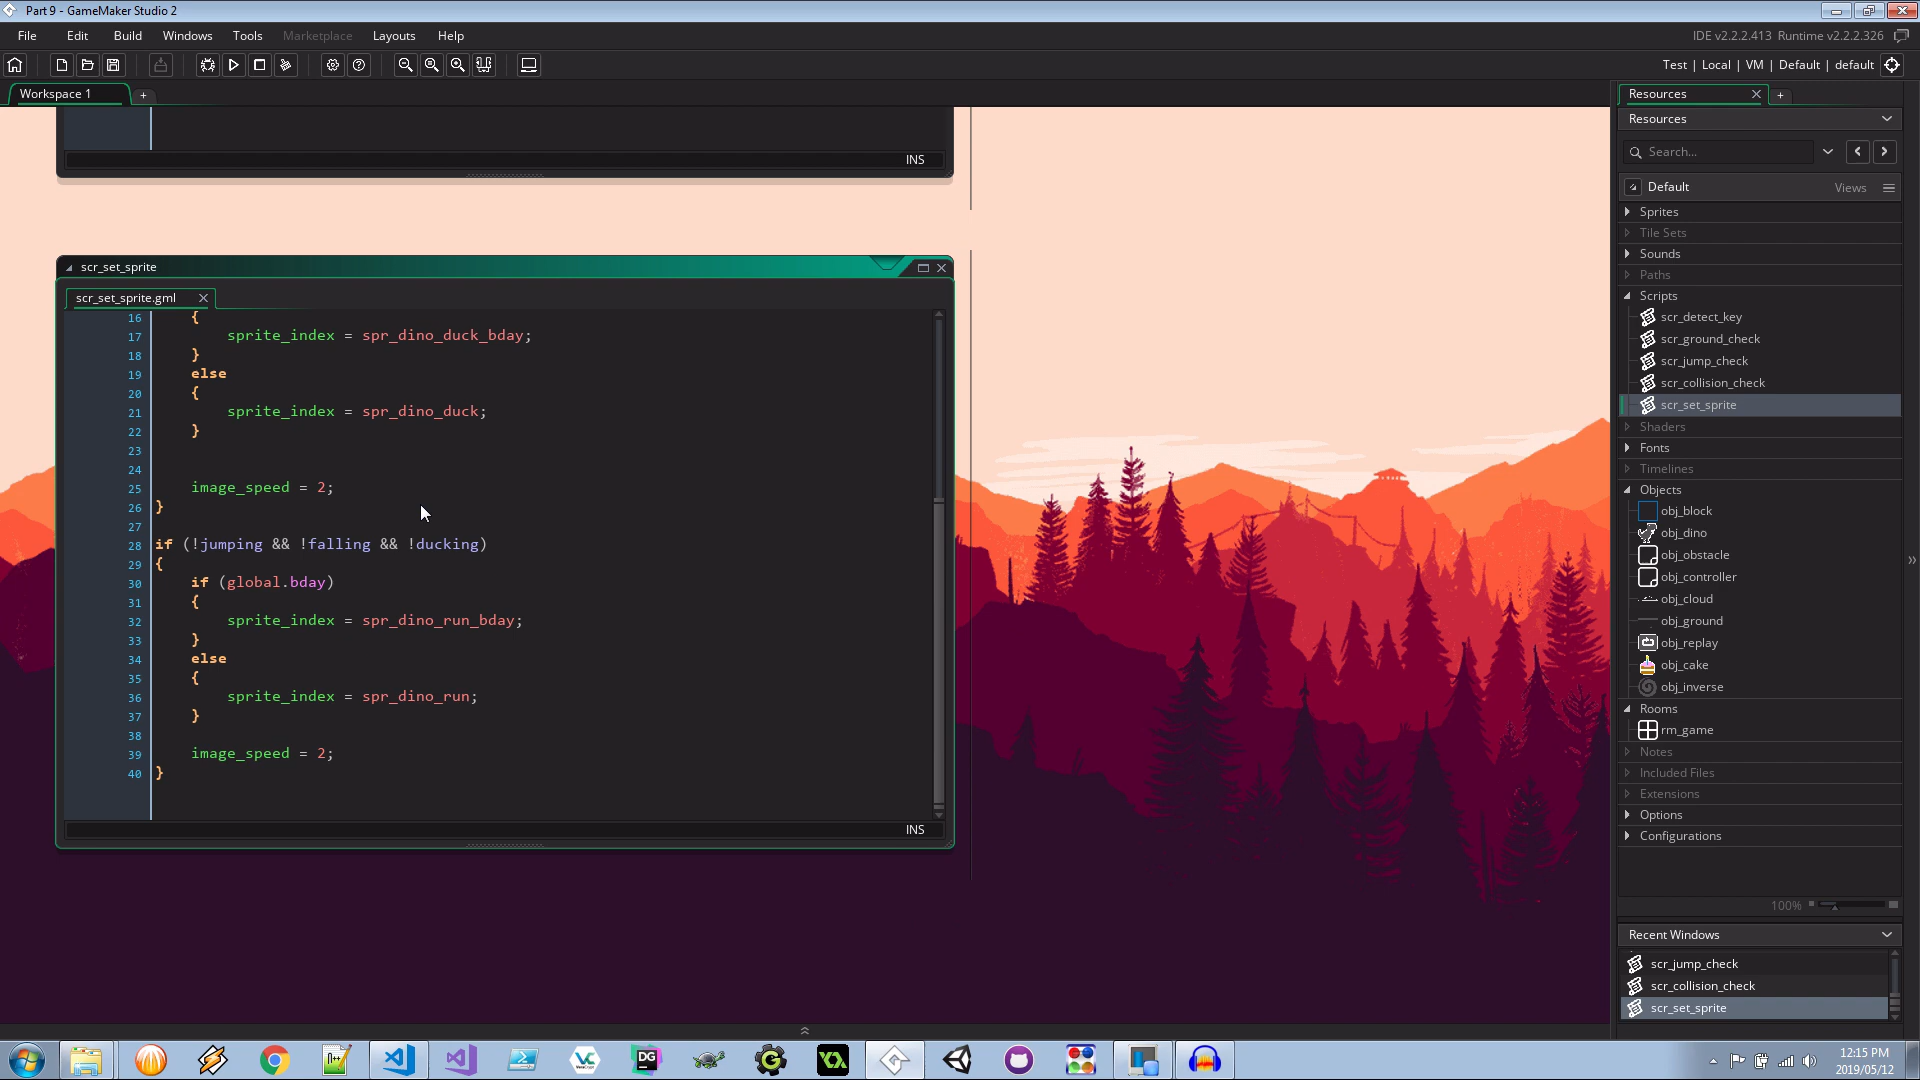 Part 9 - GameMaker Studio 2
File Edit Build Windows Tools Marketplace Layouts Help
IDE v2.2.2.413 Runtime v2.2.2.326
Test | Local | VM | Default | default
Workspace 1
+
INS
scr_set_sprite
scr_set_sprite.gml
16 {
17 sprite_index = spr_dino_duck_bday;
18 }
19 else
20 {
21 sprite_index = spr_dino_duck;
22 }
23
24
25 image_speed = 2;
26 }
27
28 if (!jumping && !falling && !ducking)
29 {
30 if (global.bday)
31 {
32 sprite_index = spr_dino_run_bday;
33 }
34 else
35 {
36 sprite_index = spr_dino_run;
37 }
38
39 image_speed = 2;
40 }
INS
Resources
+
Resources
Search...
Default Views
Sprites
Tile Sets
Sounds
Paths
Scripts
scr_detect_key
scr_ground_check
scr_jump_check
scr_collision_check
scr_set_sprite
Shaders
Fonts
Timelines
Objects
obj_block
obj_dino
obj_obstacle
obj_controller
obj_cloud
obj_ground
obj_replay
obj_cake
obj_inverse
Rooms
rm_game
Notes
Included Files
Extensions
Options
Configurations
100%
Recent Windows
scr_jump_check
scr_collision_check
scr_set_sprite
DG
12:15 PM
2019/05/12